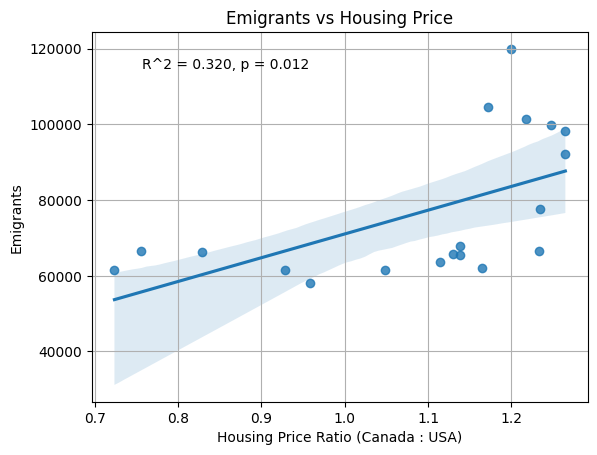 Emigrants vs Housing Price
R^2 = 0.320, p = 0.012
120000
100000
80000
60000
40000
Emigrants
0.7 0.8 0.9 1.0 1.1 1.2
Housing Price Ratio (Canada : USA)